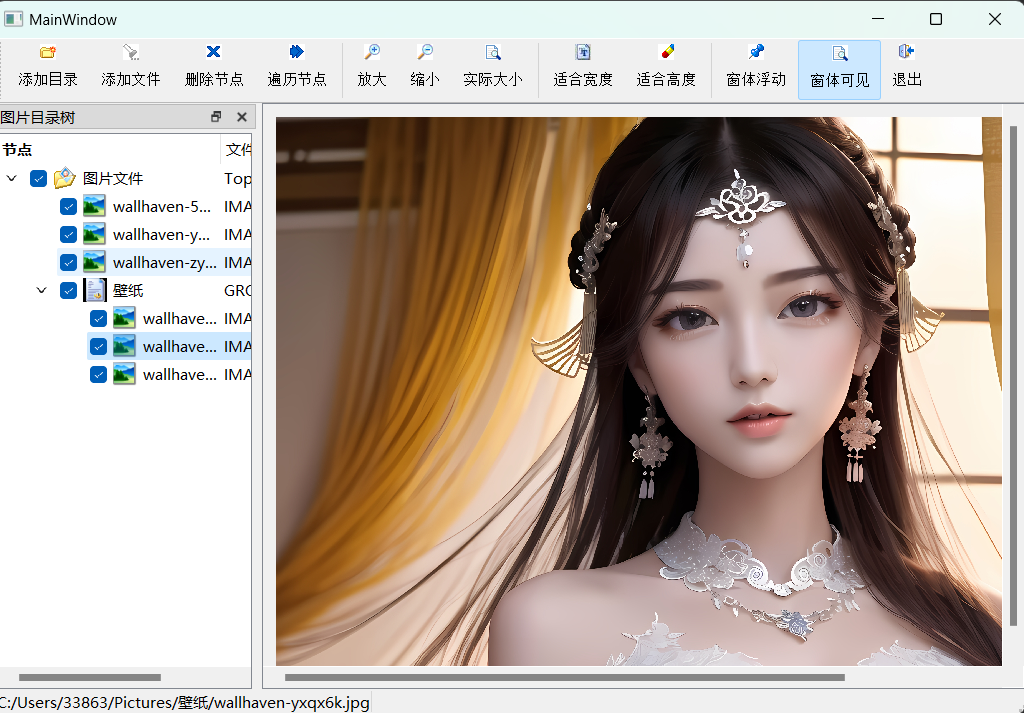 MainWindow
添加目录 添加文件 删除节点 遍历节点 放大 缩小 实际大小 适合宽度 适合高度 窗体浮动 窗体可见 退出
图片目录树
节点 文件
图片文件 Top
wallhaven-5... IMA
wallhaven-y... IMA
wallhaven-zy... IMA
壁纸 GRO
wallhave... IMA
wallhave... IMA
wallhave... IMA
C:/Users/33863/Pictures/壁纸/wallhaven-yxqx6k.jpg